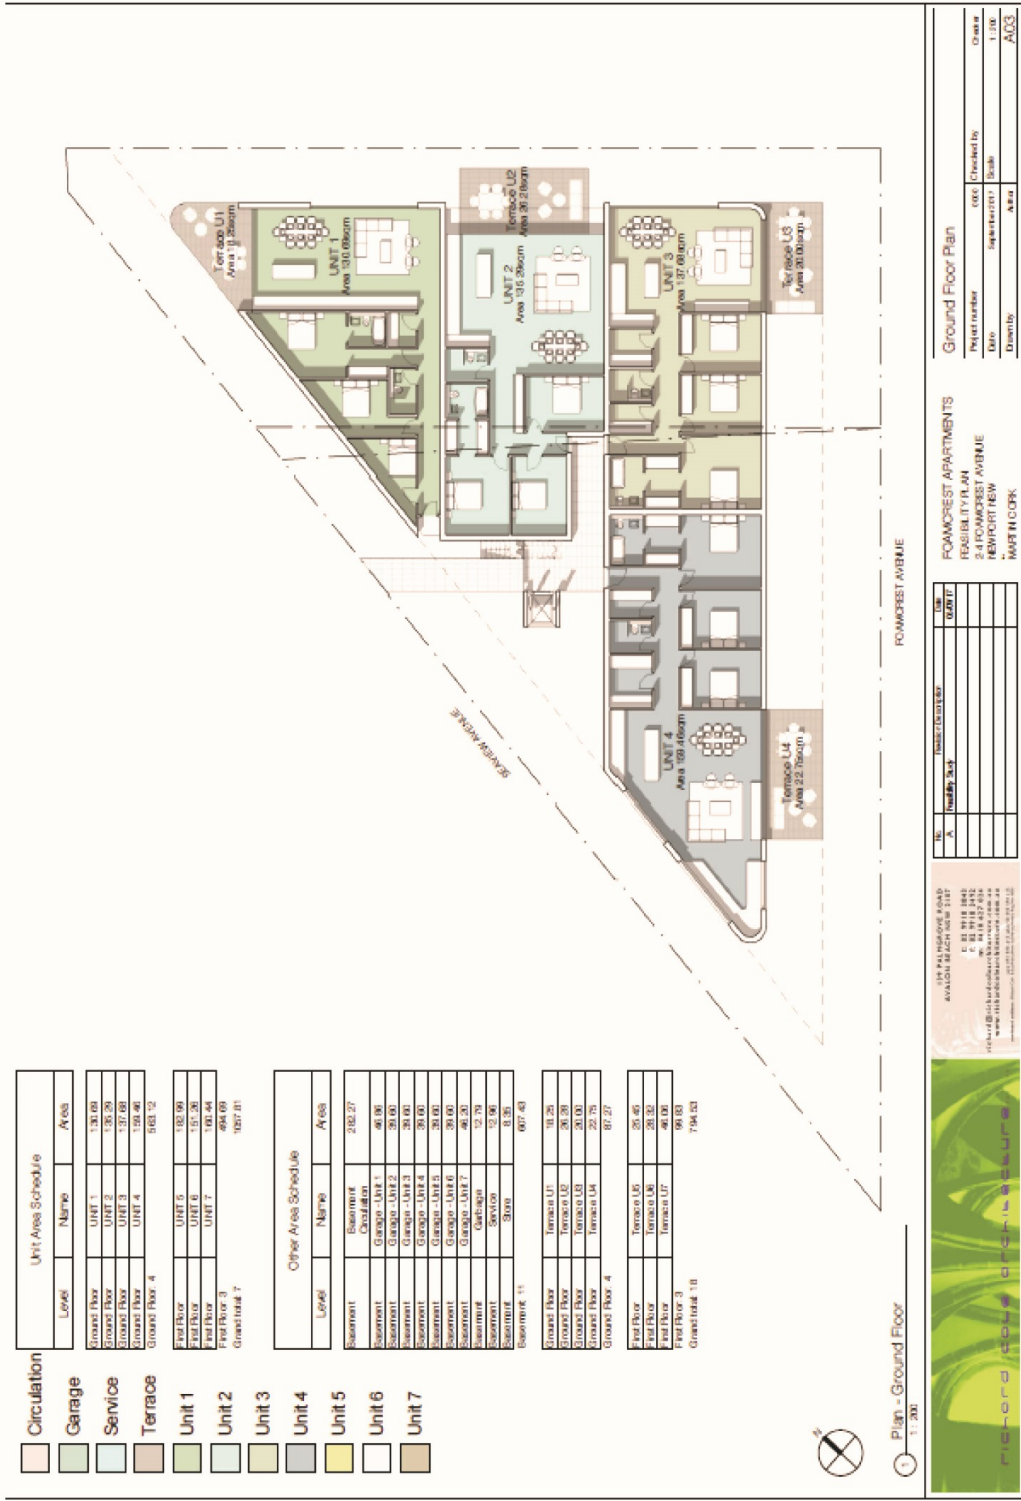 Circulation
Garage
Service
Terrace
Unit 1
Unit 2
Unit 3
Unit 4
Unit 5
Unit 6
Unit 7
Unit Area Schedule
Level Name Area
Ground Floor UNIT 1 130.69
Ground Floor UNIT 2 135.29
Ground Floor UNIT 3 137.68
Ground Floor UNIT 4 159.46
Ground Floor: 4 563.12
First Floor UNIT 5 182.99
First Floor UNIT 6 151.26
First Floor UNIT 7 160.44
First Floor: 3 494.69
Grand total: 7 1057.81
Other Area Schedule
Level Name Area
Basement Basement Circulation 282.27
Basement Garage - Unit 1 46.86
Basement Garage - Unit 2 39.60
Basement Garage - Unit 3 39.60
Basement Garage - Unit 4 39.60
Basement Garage - Unit 5 39.60
Basement Garage - Unit 6 39.60
Basement Garage - Unit 7 46.20
Basement Garbage 12.79
Basement Service 12.96
Basement Store 8.35
Basement: 11 607.43
Ground Floor Terrace U1 18.25
Ground Floor Terrace U2 26.28
Ground Floor Terrace U3 20.00
Ground Floor Terrace U4 22.75
Ground Floor: 4 87.27
First Floor Terrace U5 25.45
First Floor Terrace U6 28.32
First Floor Terrace U7 46.06
First Floor: 3 99.83
Grand total: 18 794.53
Terrace U1
Area 18.25sqm
UNIT 1
Area 130.69sqm
Terrace U2
Area 26.28sqm
UNIT 2
Area 135.29sqm
UNIT 3
Area 137.68sqm
Terrace U3
Area 20.00sqm
UNIT 4
Area 159.46sqm
Terrace U4
Area 22.75sqm
SEAVIEW AVENUE
FOAMCREST AVENUE
N
1 Plan - Ground Floor
1 : 200
richard cole architecture
AVALON BEACH NSW 2107
No. Revision Description Date
A Feasibility Study
FOAMCREST APARTMENTS
FEASIBILITY PLAN
2-4 FOAMCREST AVENUE
NEWPORT NSW
MARTIN CORK
Ground Floor Plan
Project number 0000 Checked by Checker
Date September 2017 Scale 1 : 200
Drawn by Author A03